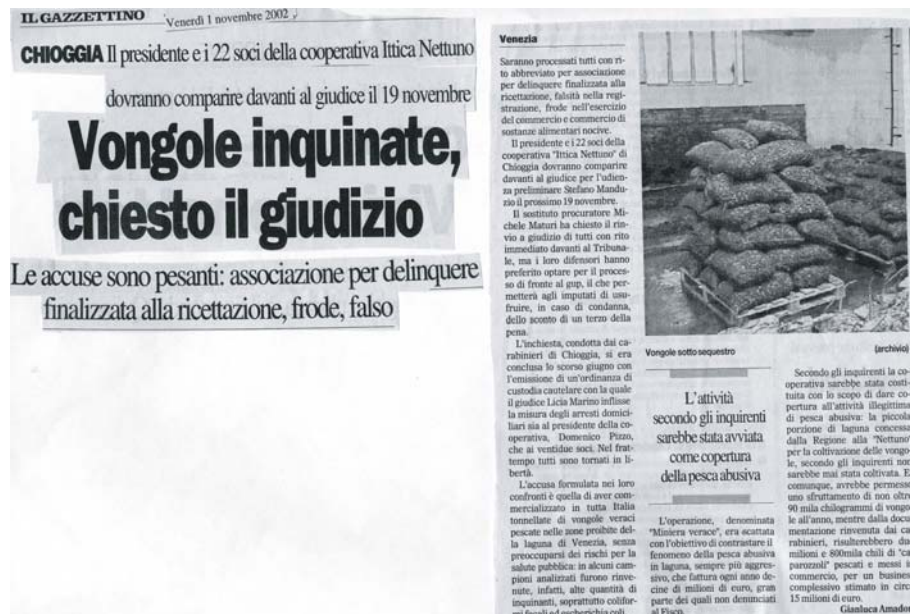 IL GAZZETTINO
Venerdì 1 novembre 2002
CHIOGGIA Il presidente e i 22 soci della cooperativa Ittica Nettuno
dovranno comparire davanti al giudice il 19 novembre
Vongole inquinate,
chiesto il giudizio
Le accuse sono pesanti: associazione per delinquere
finalizzata alla ricettazione, frode, falso
Venezia
Saranno processati tutti con ri-
to abbreviato per associazione
per delinquere finalizzata alla
ricettazione, falsità nella regi-
strazione, frode nell'esercizio
del commercio e commercio di
sostanze alimentari nocive.
Il presidente e i 22 soci della
cooperativa "Ittica Nettuno" di
Chioggia dovranno comparire
davanti al giudice per l'udien-
za preliminare Stefano Mandu-
zio il prossimo 19 novembre.
Il sostituto procuratore Mi-
chele Maturi ha chiesto il rin-
vio a giudizio di tutti con rito
immediato davanti al Tribuna-
le, ma i loro difensori hanno
preferito optare per il proces-
so di fronte al gup, il che per-
metterà agli imputati di usu-
fruire, in caso di condanna,
dello sconto di un terzo della
pena.
L'inchiesta, condotta dai ca-
rabinieri di Chioggia, si era
conclusa lo scorso giugno con
l'emissione di un'ordinanza di
custodia cautelare con la quale
il giudice Licia Marino inflisse
la misura degli arresti domici-
liari sia al presidente della co-
operativa, Domenico Pizzo,
che ai ventidue soci. Nel frat-
tempo tutti sono tornati in li-
bertà.
L'accusa formulata nei loro
confronti è quella di aver com-
mercializzato in tutta Italia
tonnellate di vongole veraci
pescate nelle zone proibite del-
la laguna di Venezia, senza
preoccuparsi dei rischi per la
salute pubblica: in alcuni cam-
pioni analizzati furono rinve-
nute, infatti, alte quantità di
inquinanti, soprattutto colifor-
mi fecali ed escherichia coli.
Vongole sotto sequestro
(archivio)
L'attività
secondo gli inquirenti
sarebbe stata avviata
come copertura
della pesca abusiva
L'operazione, denominata
"Miniera verace", era scattata
con l'obiettivo di contrastare il
fenomeno della pesca abusiva
in laguna, sempre più aggres-
sivo, che fattura ogni anno de-
cine di milioni di euro, gran
parte dei quali non denunciati
al Fisco.
Secondo gli inquirenti la co-
operativa sarebbe stata costi-
tuita con lo scopo di dare co-
pertura all'attività illegittima
di pesca abusiva: la piccola
porzione di laguna concessa
dalla Regione alla "Nettuno"
per la coltivazione delle vongo-
le, secondo gli inquirenti non
sarebbe mai stata coltivata. E
comunque, avrebbe permesso
uno sfruttamento di non oltre
90 mila chilogrammi di vongo-
le all'anno, mentre dalla docu
mentazione rinvenuta dai ca
rabinieri, risulterebbero due
milioni e 800mila chili di "ca
parozzoli" pescati e messi i
commercio, per un busines
complessivo stimato in circ
15 milioni di euro.
Gianluca Amado